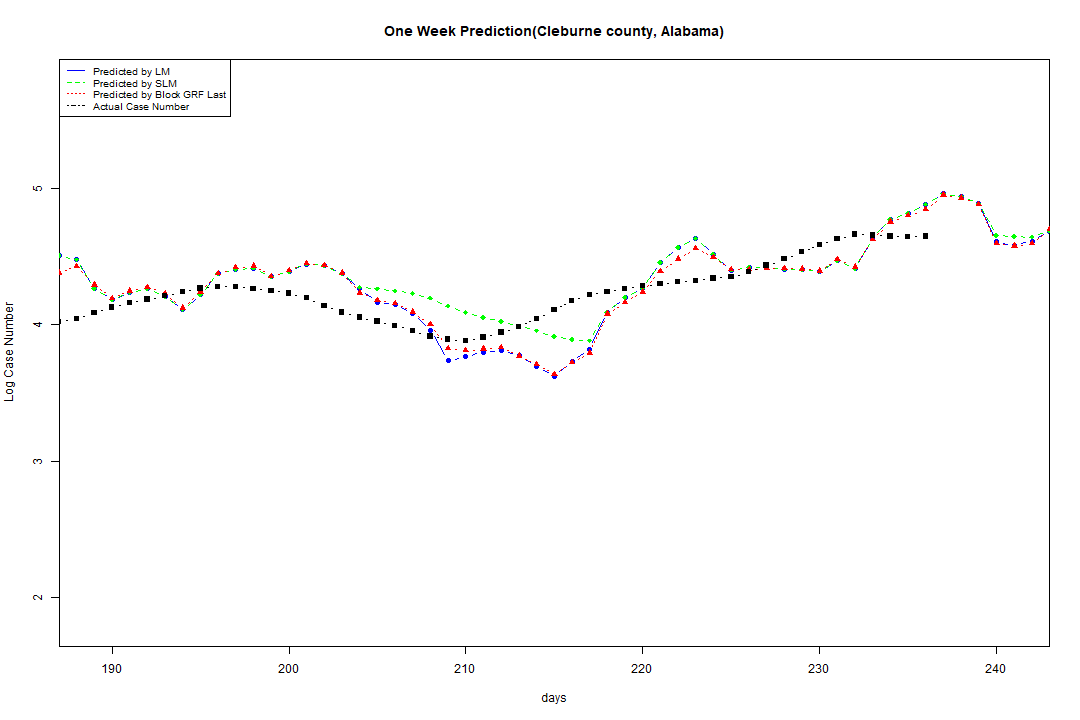 One Week Prediction(Cleburne county, Alabama)
Predicted by LM
Predicted by SLM
Predicted by Block GRF Last
Actual Case Number
5
4
3
2
Log Case Number
190 200 210 220 230 240
days